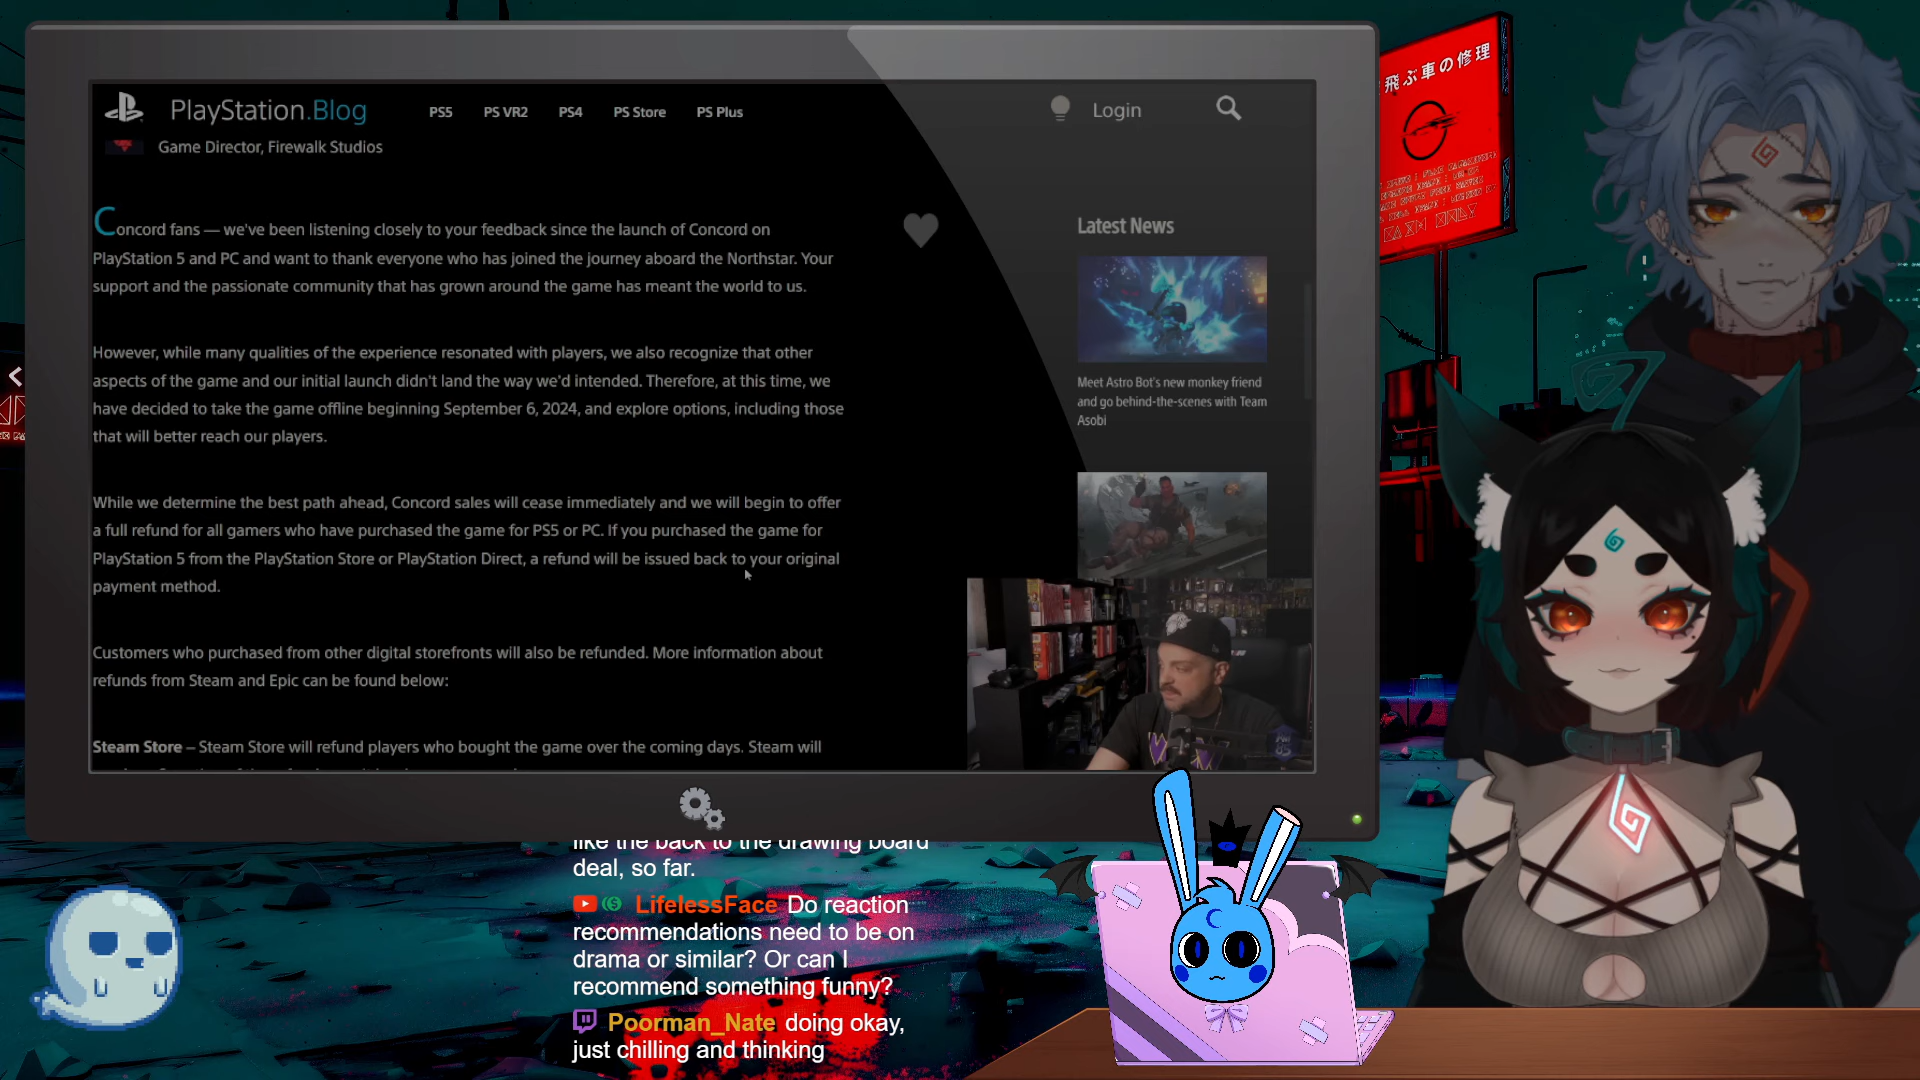 PlayStation.Blog
PS5
PS VR2
PS4
PS Store
PS Plus
Login
Game Director, Firewalk Studios
Concord fans — we've been listening closely to your feedback since the launch of Concord on
PlayStation 5 and PC and want to thank everyone who has joined the journey aboard the Northstar. Your
support and the passionate community that has grown around the game has meant the world to us.
However, while many qualities of the experience resonated with players, we also recognize that other
aspects of the game and our initial launch didn't land the way we'd intended. Therefore, at this time, we
have decided to take the game offline beginning September 6, 2024, and explore options, including those
that will better reach our players.
While we determine the best path ahead, Concord sales will cease immediately and we will begin to offer
a full refund for all gamers who have purchased the game for PS5 or PC. If you purchased the game for
PlayStation 5 from the PlayStation Store or PlayStation Direct, a refund will be issued back to your original
payment method.
Customers who purchased from other digital storefronts will also be refunded. More information about
refunds from Steam and Epic can be found below:
Steam Store – Steam Store will refund players who bought the game over the coming days. Steam will
Latest News
Meet Astro Bot's new monkey friend
and go behind-the-scenes with Team
Asobi
飛ぶ車の修理
like the back to the drawing board
deal, so far.
LifelessFace Do reaction
recommendations need to be on
drama or similar? Or can I
recommend something funny?
Poorman_Nate doing okay,
just chilling and thinking